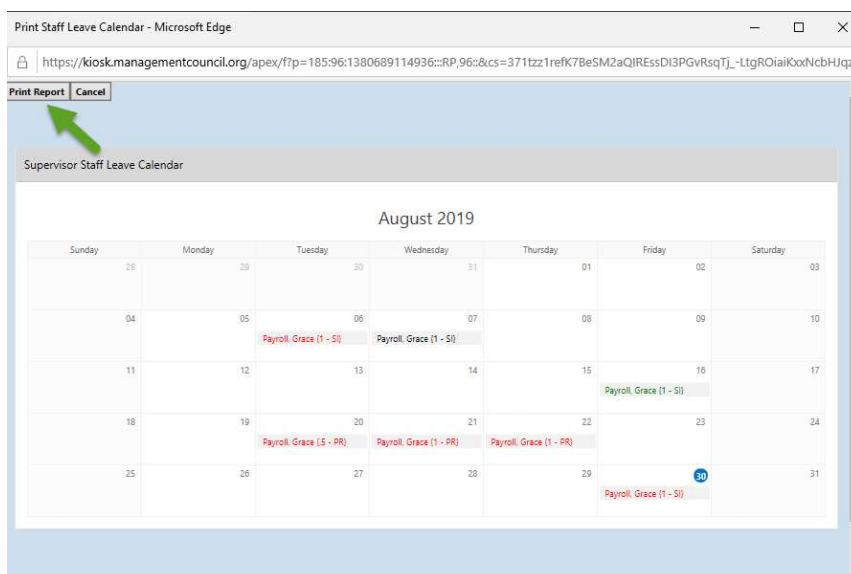 Print Staff Leave Calendar - Microsoft Edge
https://kiosk.managementcouncil.org/apex/f?p=185:96:1380689114936:::RP,96::&cs=371tzz1refK7BeSM2aQIREssDI3PGvRsqTj_-LtgROiaiKxxNcbHJqz
Print Report Cancel
Supervisor Staff Leave Calendar
August 2019
Sunday Monday Tuesday Wednesday Thursday Friday Saturday
28 29 30 31 01 02 03
04 05 06 07 08 09 10
Payroll, Grace (1 - SI) Payroll, Grace (1 - SI)
11 12 13 14 15 16 17
Payroll, Grace (1 - SI)
18 19 20 21 22 23 24
Payroll, Grace (.5 - PR) Payroll, Grace (1 - PR) Payroll, Grace (1 - PR)
25 26 27 28 29 30 31
Payroll, Grace (1 - SI)